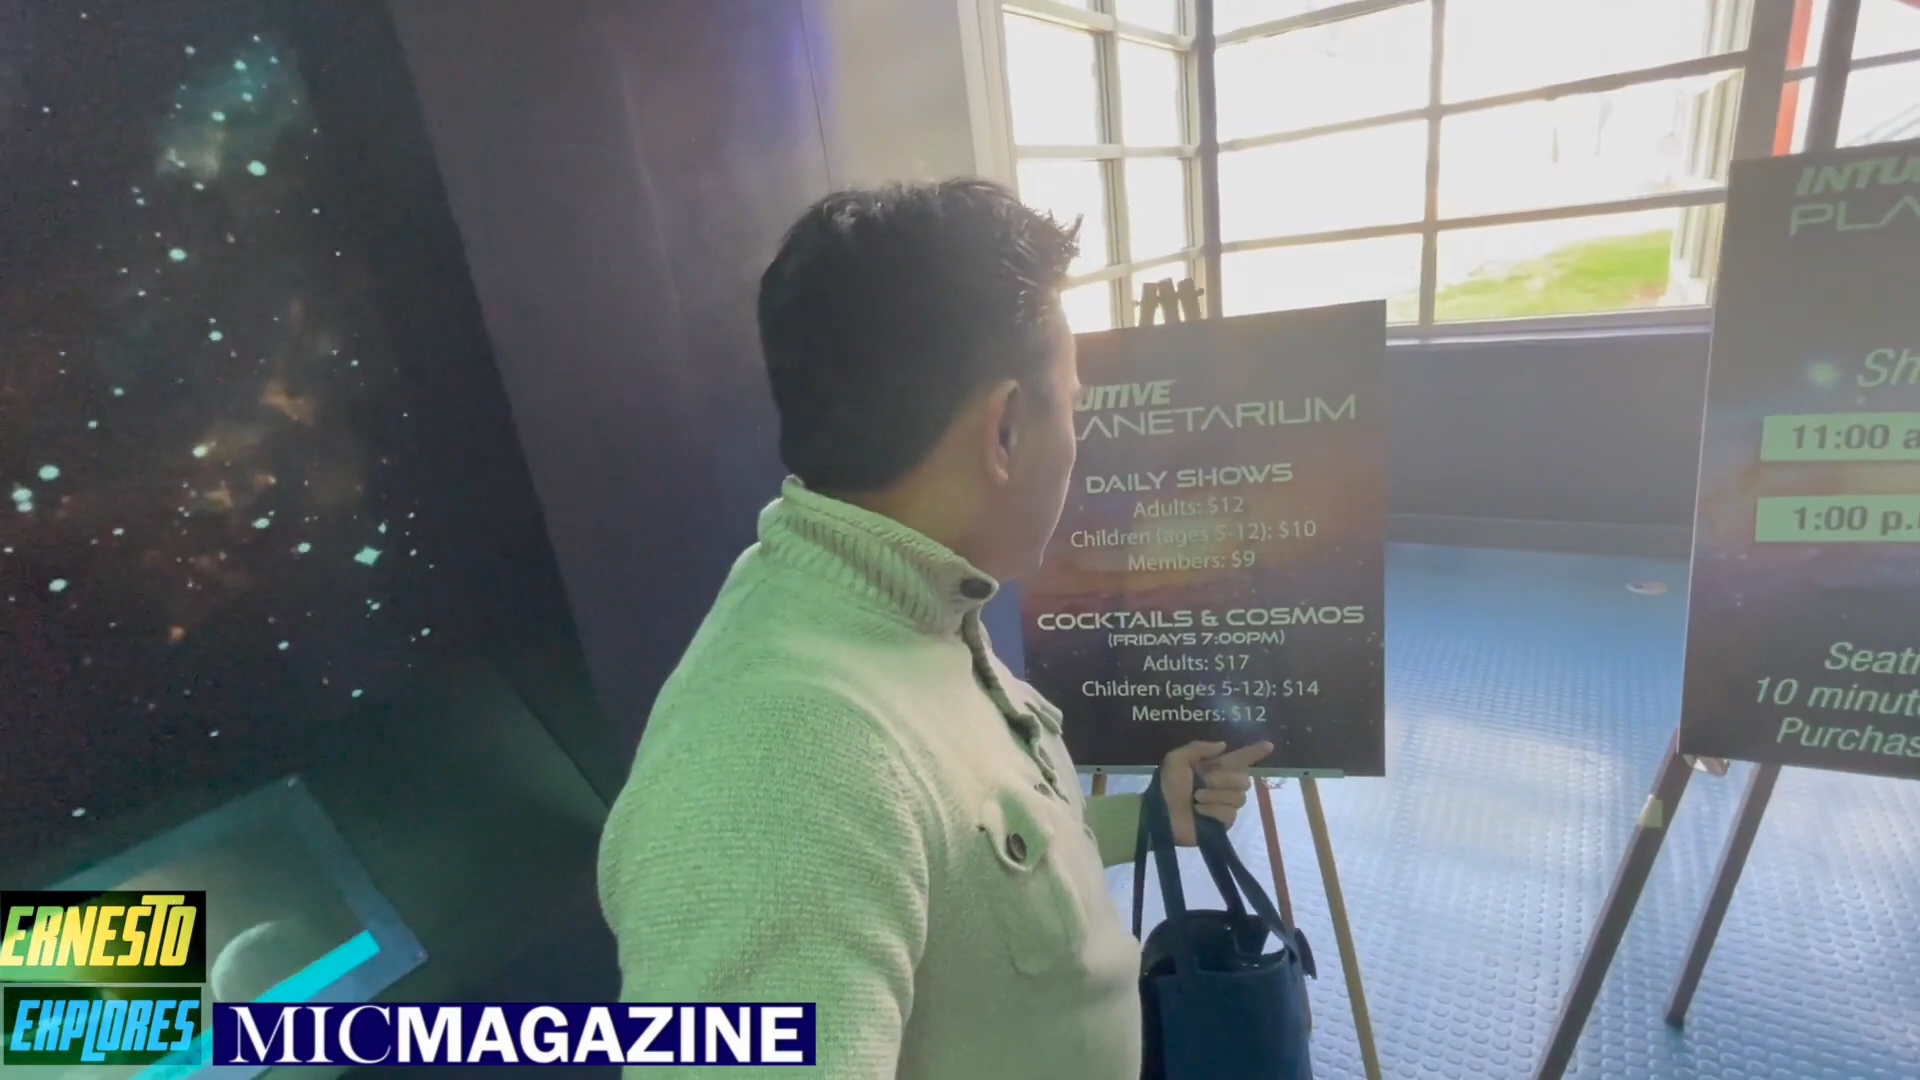 UITIVE
LANETARIUM
DAILY SHOWS
Adults: $12
Children (ages 5-12): $10
Members: $9
COCKTAILS & COSMOS
(FRIDAYS 7:00PM)
Adults: $17
Children (ages 5-12): $14
Members: $12
INTU
PLA
Sh
11:00 a
1:00 p.
Seat
10 minut
Purchas
ERNESTO
EXPLORES
MICMAGAZINE